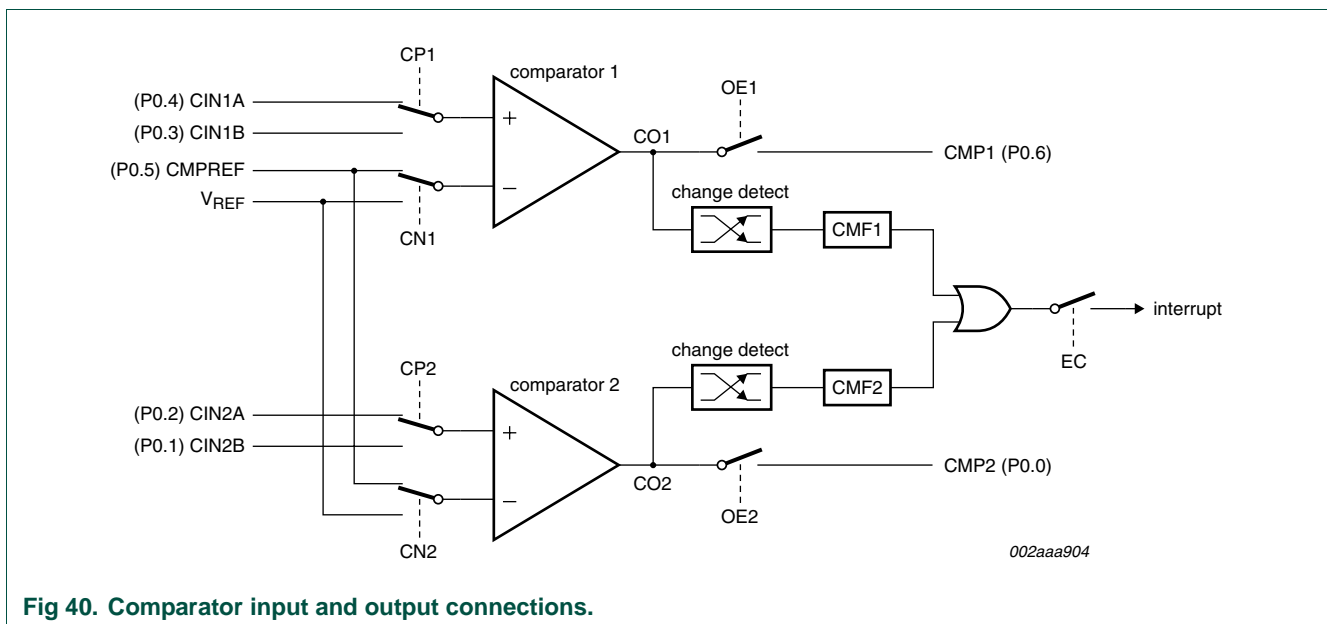 CP1
comparator 1
OE1
(P0.4) CIN1A
+
(P0.3) CIN1B
CO1
CMP1 (P0.6)
(P0.5) CMPREF
−
change detect
VREF
CN1
CMF1
interrupt
change detect
EC
CP2
comparator 2
CMF2
(P0.2) CIN2A
+
(P0.1) CIN2B
CMP2 (P0.0)
CO2
−
OE2
CN2
002aaa904
Fig 40. Comparator input and output connections.